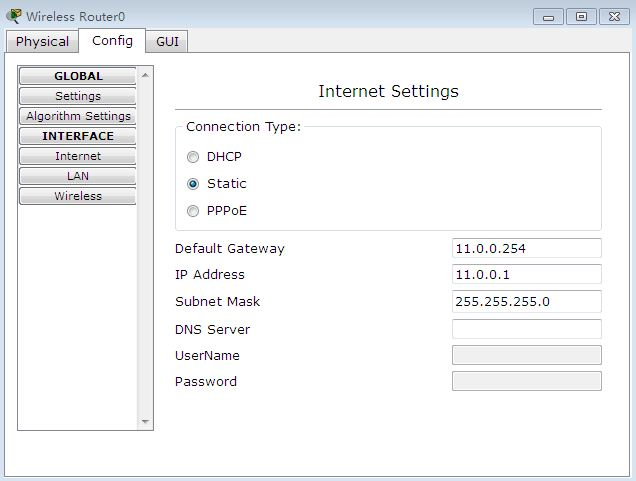 Wireless Router0
Physical Config GUI
GLOBAL
Settings
Algorithm Settings
INTERFACE
Internet
LAN
Wireless
Internet Settings
Connection Type:
DHCP
Static
PPPoE
Default Gateway 11.0.0.254
IP Address 11.0.0.1
Subnet Mask 255.255.255.0
DNS Server
UserName
Password